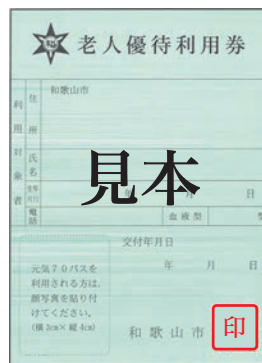 老人優待利用券
利用対象者
住所
和歌山市
氏名
生年月日
年 月 日
電話
血液型 型
見本
交付年月日
年 月 日
元気70パスを
利用される方は、
顔写真を貼り付
けてください。
(横3cm×縦4cm)
和歌山市 印